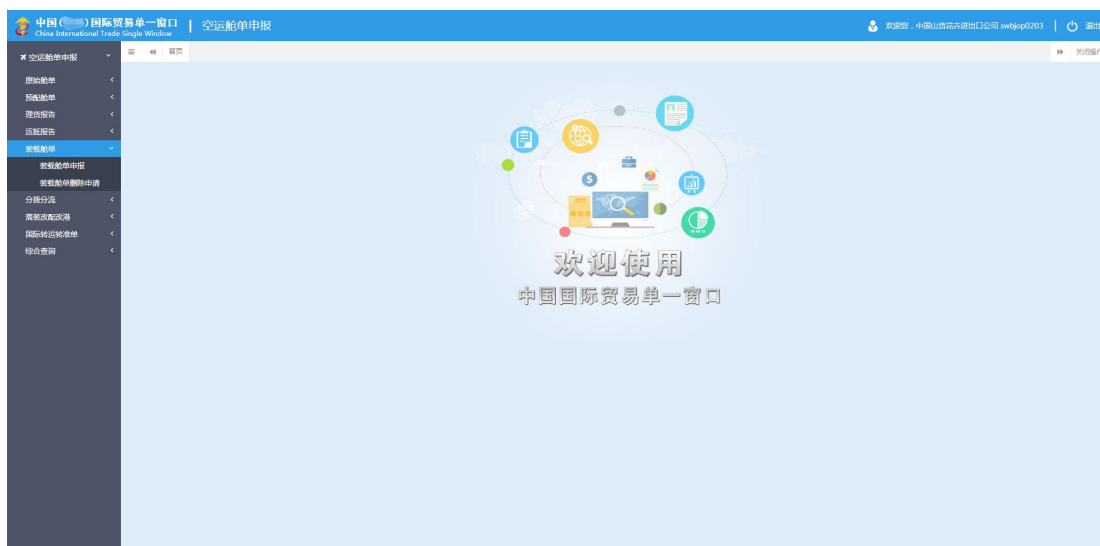 中国( )国际贸易单一窗口 | 空运舱单申报
China International Trade Single Window
欢迎您，中国山货花卉进出口公司 swbjop0203 | 退出
空运舱单申报
首页
关闭操作
原始舱单
预配舱单
理货报告
运抵报告
装载舱单
装载舱单申报
装载舱单删除申请
分拨分流
落装改配改港
国际转运转准单
综合查询
$
欢迎使用
中国国际贸易单一窗口